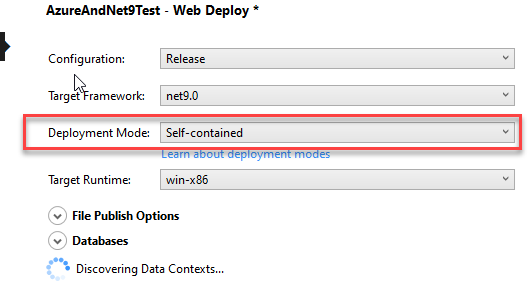 AzureAndNet9Test - Web Deploy *
Configuration: Release
Target Framework: net9.0
Deployment Mode: Self-contained
Learn about deployment modes
Target Runtime: win-x86
File Publish Options
Databases
Discovering Data Contexts...